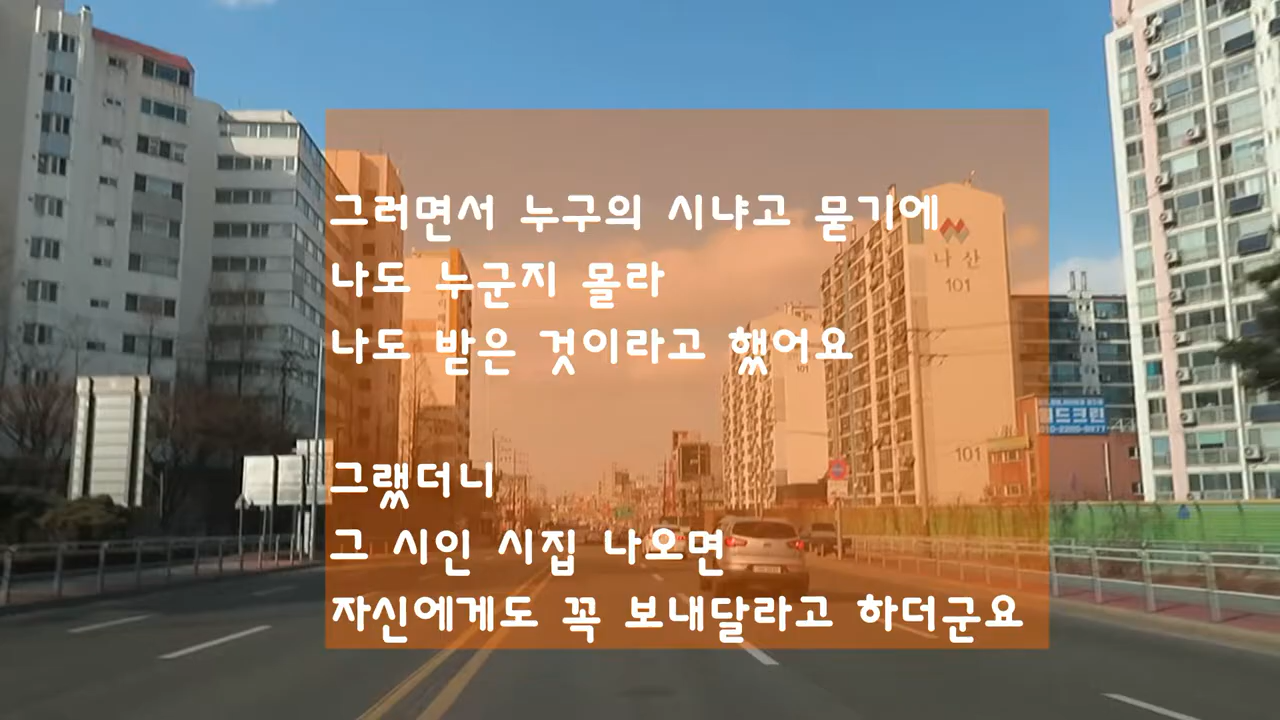 그러면서 누구의 시냐고 묻기에
나도 누군지 몰라
나도 받은 것이라고 했어요
그랬더니
그 시인 시집 나오면
자신에게도 꼭 보내달라고 하더군요
나산
101
101
101